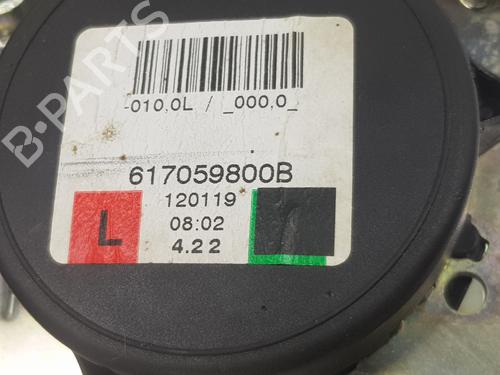 B-PARTS
-010,0L / _000,0_
617059800B
120119
L
08:02
4.22